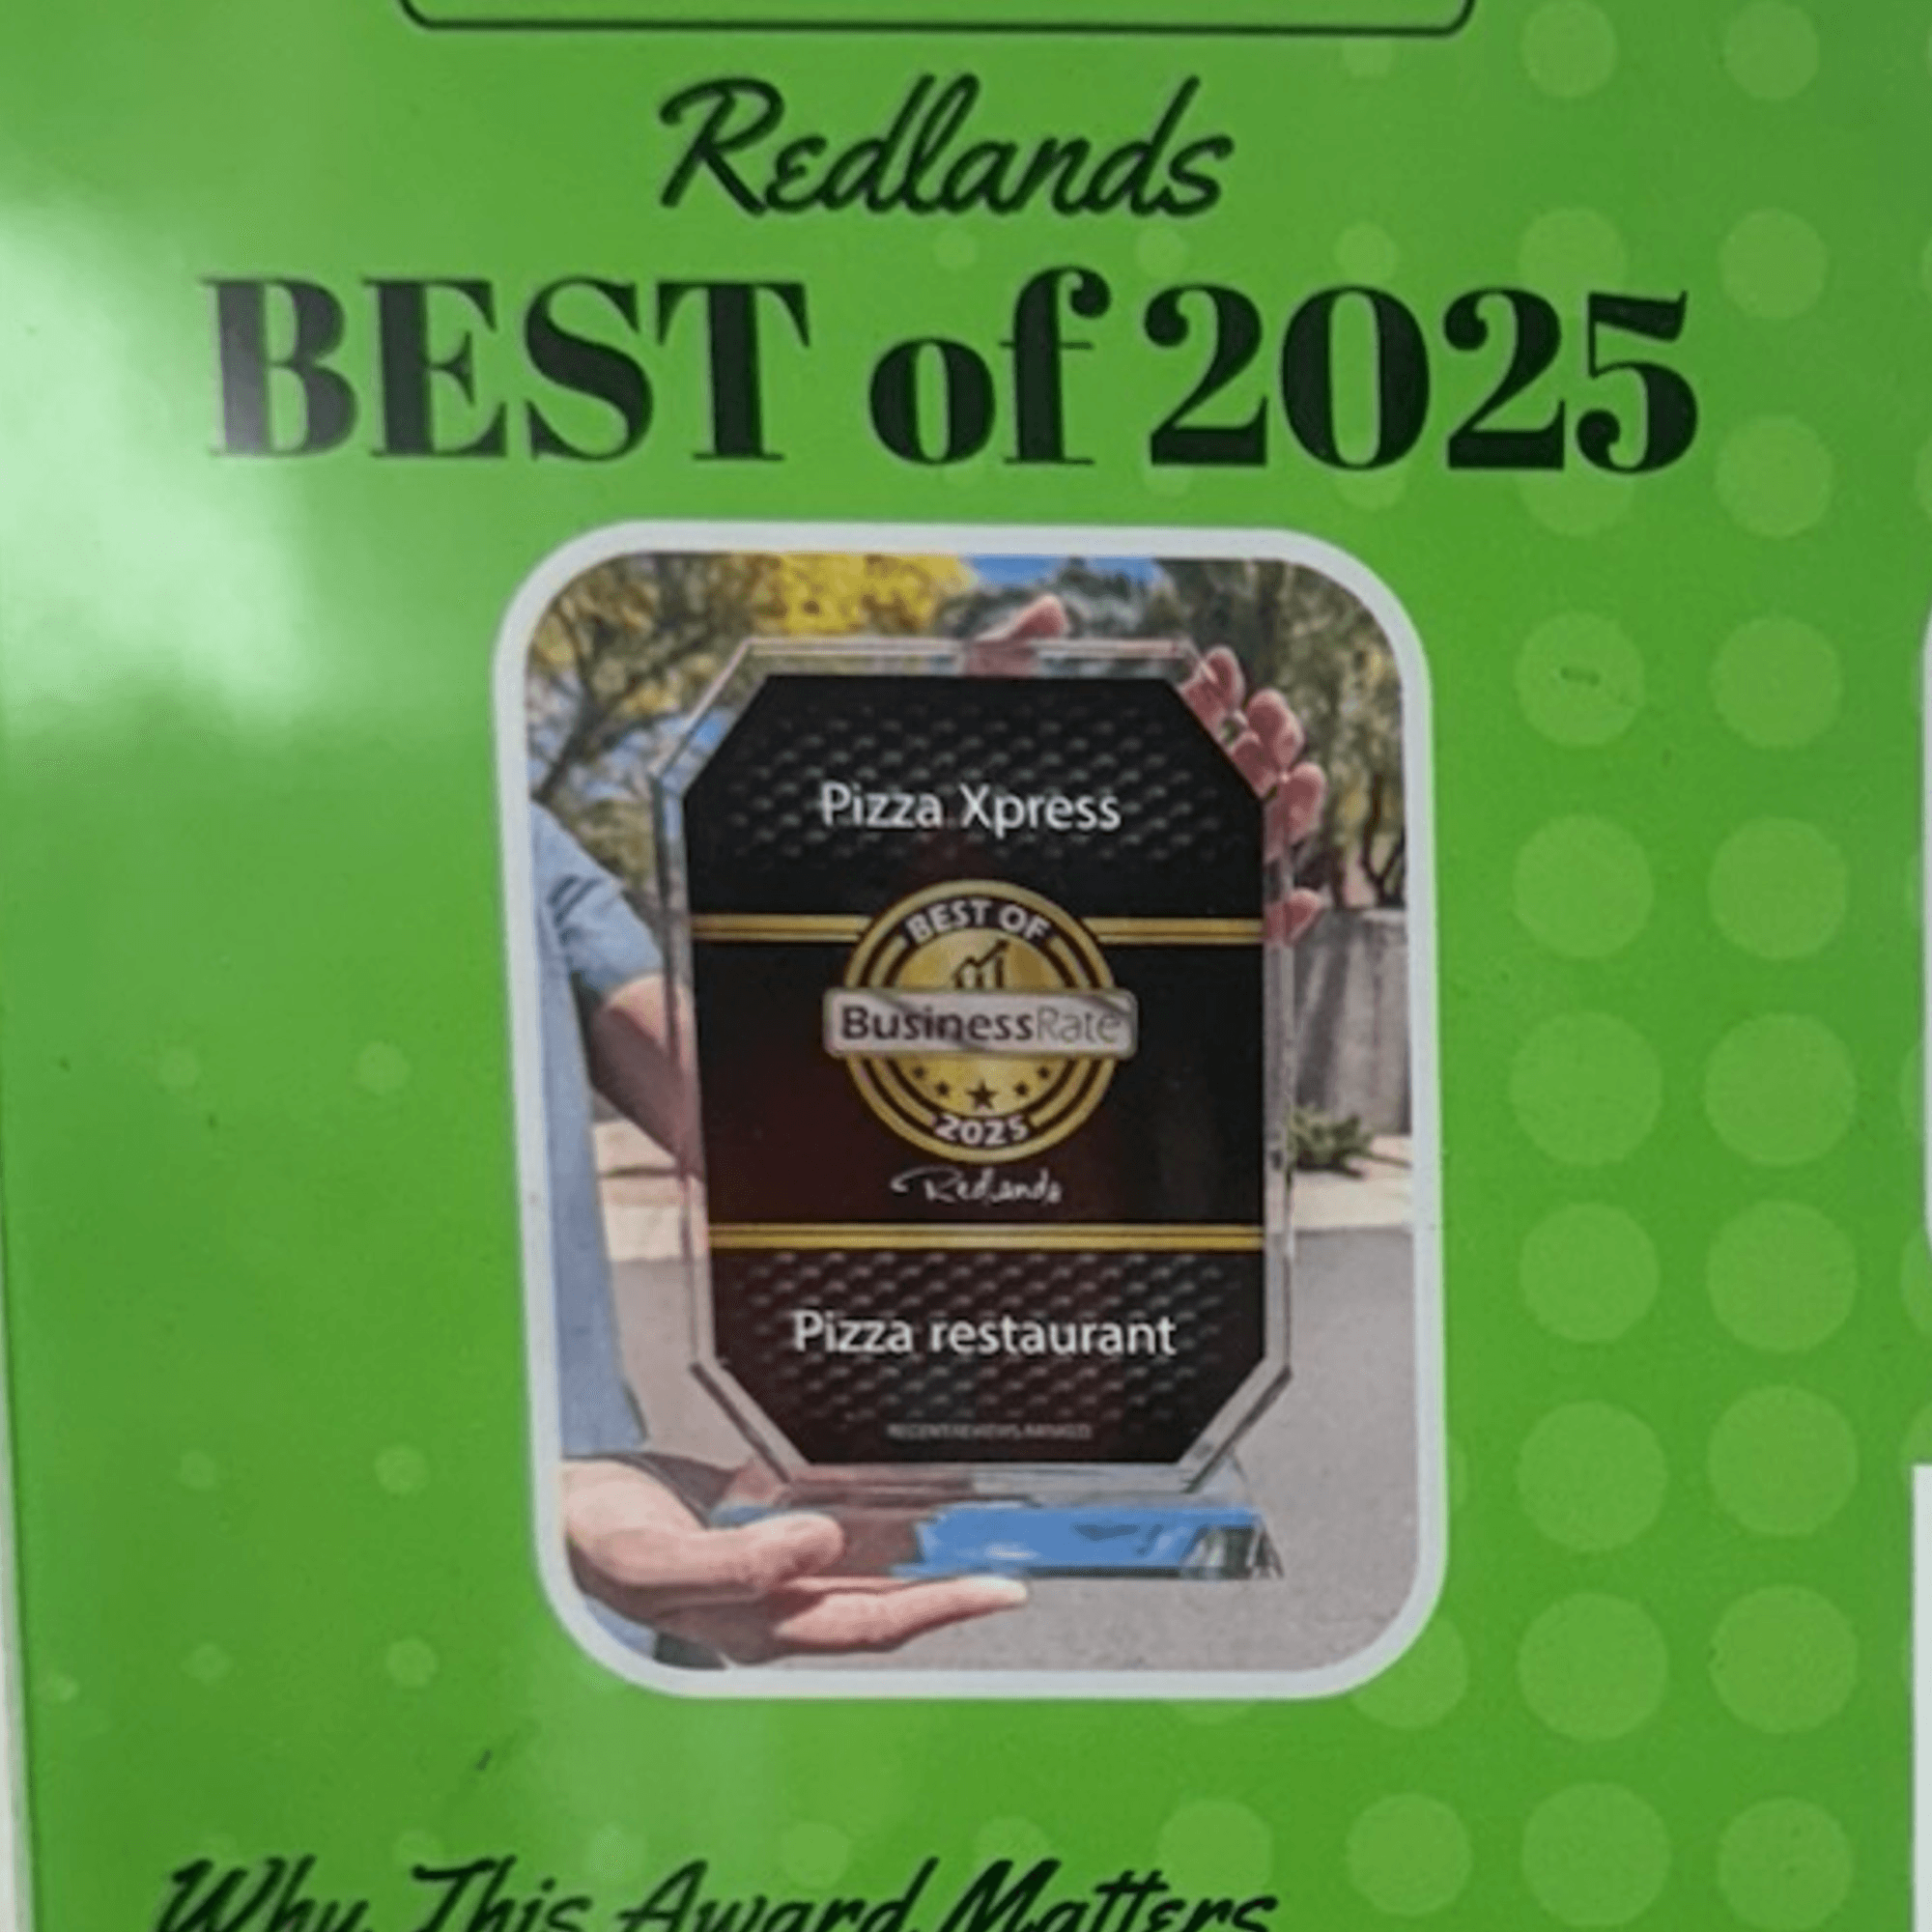 Redlands
BEST of 2025
Pizza Xpress
BEST OF
BusinessRate
2025
Redlands
Pizza restaurant
Why This Award Matters